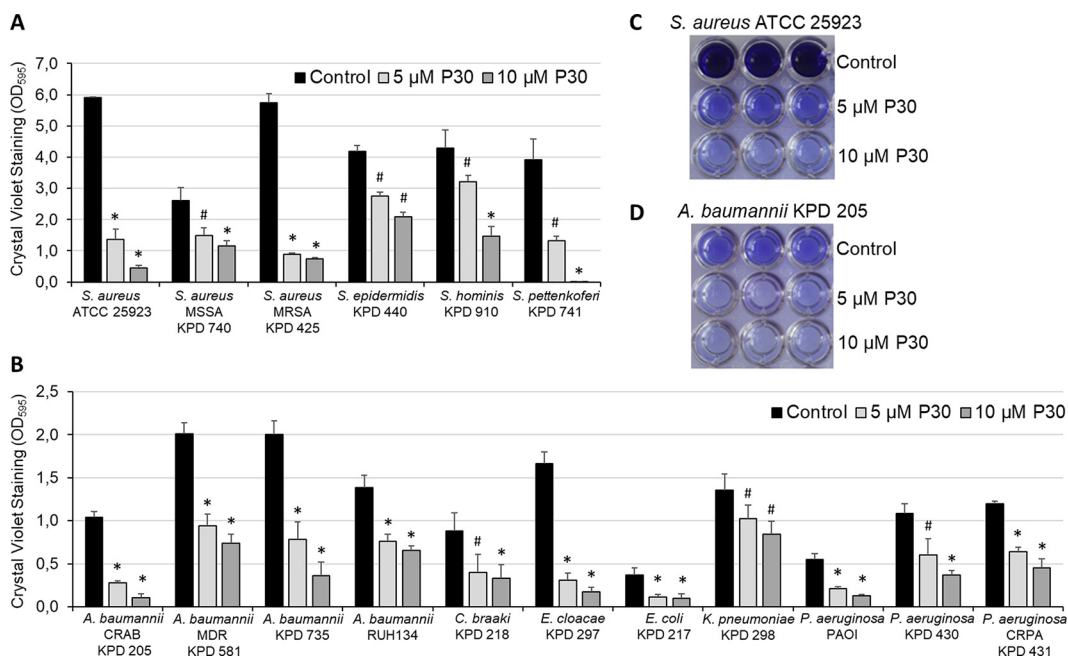 A
Crystal Violet Staining (OD595)
7,0
6,0
5,0
4,0
3,0
2,0
1,0
0,0
Control 5 µM P30 10 µM P30
* * # * * * # # # * # *
S. aureus ATCC 25923
S. aureus MSSA KPD 740
S. aureus MRSA KPD 425
S. epidermidis KPD 440
S. hominis KPD 910
S. pettenkoferi KPD 741
C
S. aureus ATCC 25923
Control
5 µM P30
10 µM P30
D
A. baumannii KPD 205
Control
5 µM P30
10 µM P30
B
Crystal Violet Staining (OD595)
2,5
2,0
1,5
1,0
0,5
0,0
Control 5 µM P30 10 µM P30
* * * * * * * * # * * * * * # # * * # * * *
A. baumannii CRAB KPD 205
A. baumannii MDR KPD 581
A. baumannii KPD 735
A. baumannii RUH134
C. braaki KPD 218
E. cloacae KPD 297
E. coli KPD 217
K. pneumoniae KPD 298
P. aeruginosa PAOI
P. aeruginosa KPD 430
P. aeruginosa CRPA KPD 431